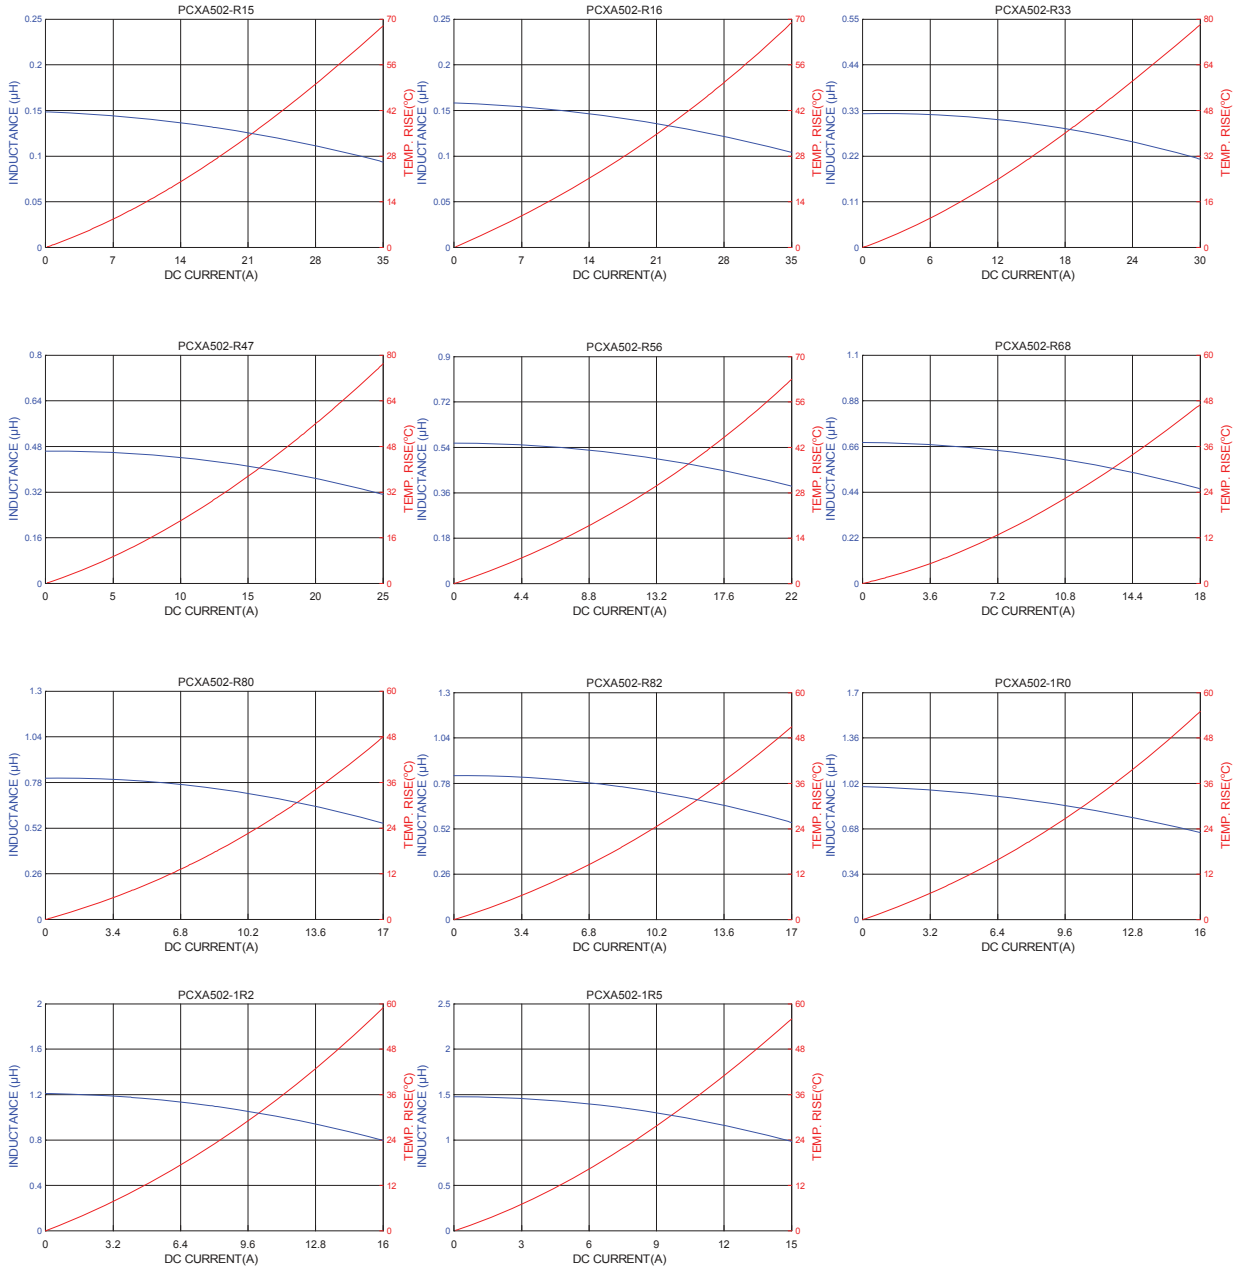 PCXA502-R15
INDUCTANCE (µH)
0.25
0.2
0.15
0.1
0.05
0
70
56
42
28
14
0
TEMP. RISE(°C)
0 7 14 21 28 35
DC CURRENT(A)
PCXA502-R16
INDUCTANCE (µH)
0.25
0.2
0.15
0.1
0.05
0
70
56
42
28
14
0
TEMP. RISE(°C)
0 7 14 21 28 35
DC CURRENT(A)
PCXA502-R33
INDUCTANCE (µH)
0.55
0.44
0.33
0.22
0.11
0
80
64
48
32
16
0
TEMP. RISE(°C)
0 6 12 18 24 30
DC CURRENT(A)
PCXA502-R47
INDUCTANCE (µH)
0.8
0.64
0.48
0.32
0.16
0
80
64
48
32
16
0
TEMP. RISE(°C)
0 5 10 15 20 25
DC CURRENT(A)
PCXA502-R56
INDUCTANCE (µH)
0.9
0.72
0.54
0.36
0.18
0
70
56
42
28
14
0
TEMP. RISE(°C)
0 4.4 8.8 13.2 17.6 22
DC CURRENT(A)
PCXA502-R68
INDUCTANCE (µH)
1.1
0.88
0.66
0.44
0.22
0
60
48
36
24
12
0
TEMP. RISE(°C)
0 3.6 7.2 10.8 14.4 18
DC CURRENT(A)
PCXA502-R80
INDUCTANCE (µH)
1.3
1.04
0.78
0.52
0.26
0
60
48
36
24
12
0
TEMP. RISE(°C)
0 3.4 6.8 10.2 13.6 17
DC CURRENT(A)
PCXA502-R82
INDUCTANCE (µH)
1.3
1.04
0.78
0.52
0.26
0
60
48
36
24
12
0
TEMP. RISE(°C)
0 3.4 6.8 10.2 13.6 17
DC CURRENT(A)
PCXA502-1R0
INDUCTANCE (µH)
1.7
1.36
1.02
0.68
0.34
0
60
48
36
24
12
0
TEMP. RISE(°C)
0 3.2 6.4 9.6 12.8 16
DC CURRENT(A)
PCXA502-1R2
INDUCTANCE (µH)
2
1.6
1.2
0.8
0.4
0
60
48
36
24
12
0
TEMP. RISE(°C)
0 3.2 6.4 9.6 12.8 16
DC CURRENT(A)
PCXA502-1R5
INDUCTANCE (µH)
2.5
2
1.5
1
0.5
0
60
48
36
24
12
0
TEMP. RISE(°C)
0 3 6 9 12 15
DC CURRENT(A)